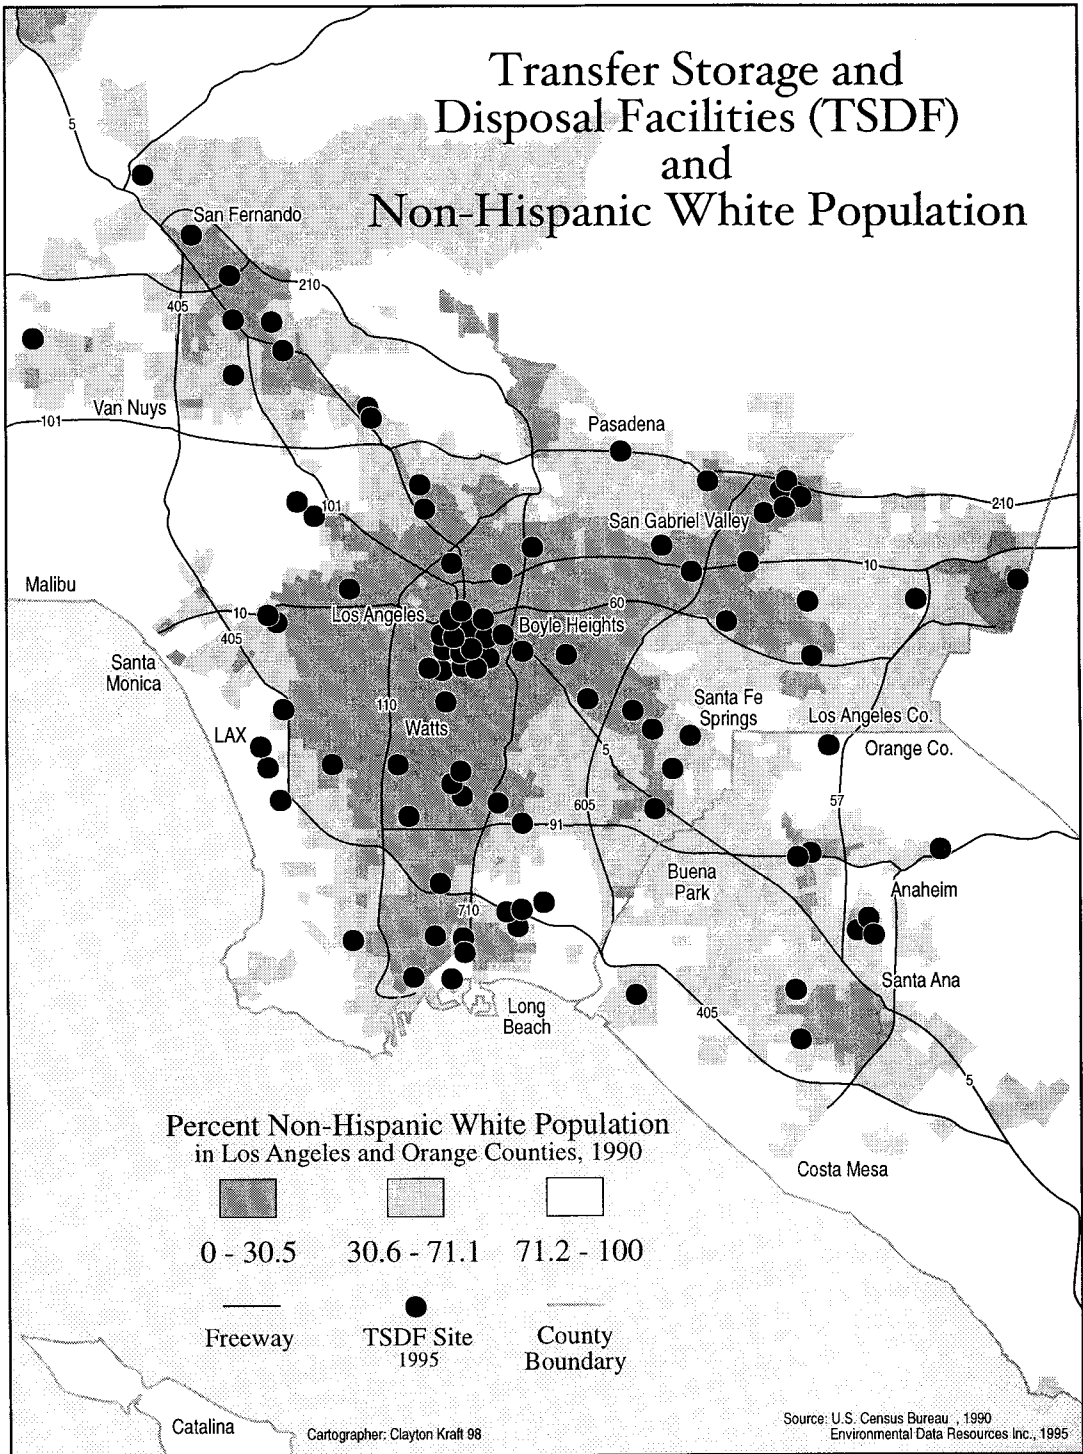 Transfer Storage and
Disposal Facilities (TSDF)
and
Non-Hispanic White Population
5
San Fernando
210
405
Van Nuys
101
Pasadena
101
210
San Gabriel Valley
10
Malibu
10
Los Angeles
60
Boyle Heights
405
Santa
Monica
110
Watts
Santa Fe
Springs
LAX
Los Angeles Co.
Orange Co.
5
605
57
91
Buena
Park
Anaheim
710
Santa Ana
Long
Beach
405
5
Costa Mesa
Percent Non-Hispanic White Population
in Los Angeles and Orange Counties, 1990
0 - 30.5 30.6 - 71.1 71.2 - 100
Freeway
TSDF Site
1995
County
Boundary
Catalina
Cartographer: Clayton Kraft 98
Source: U.S. Census Bureau , 1990
Environmental Data Resources Inc., 1995